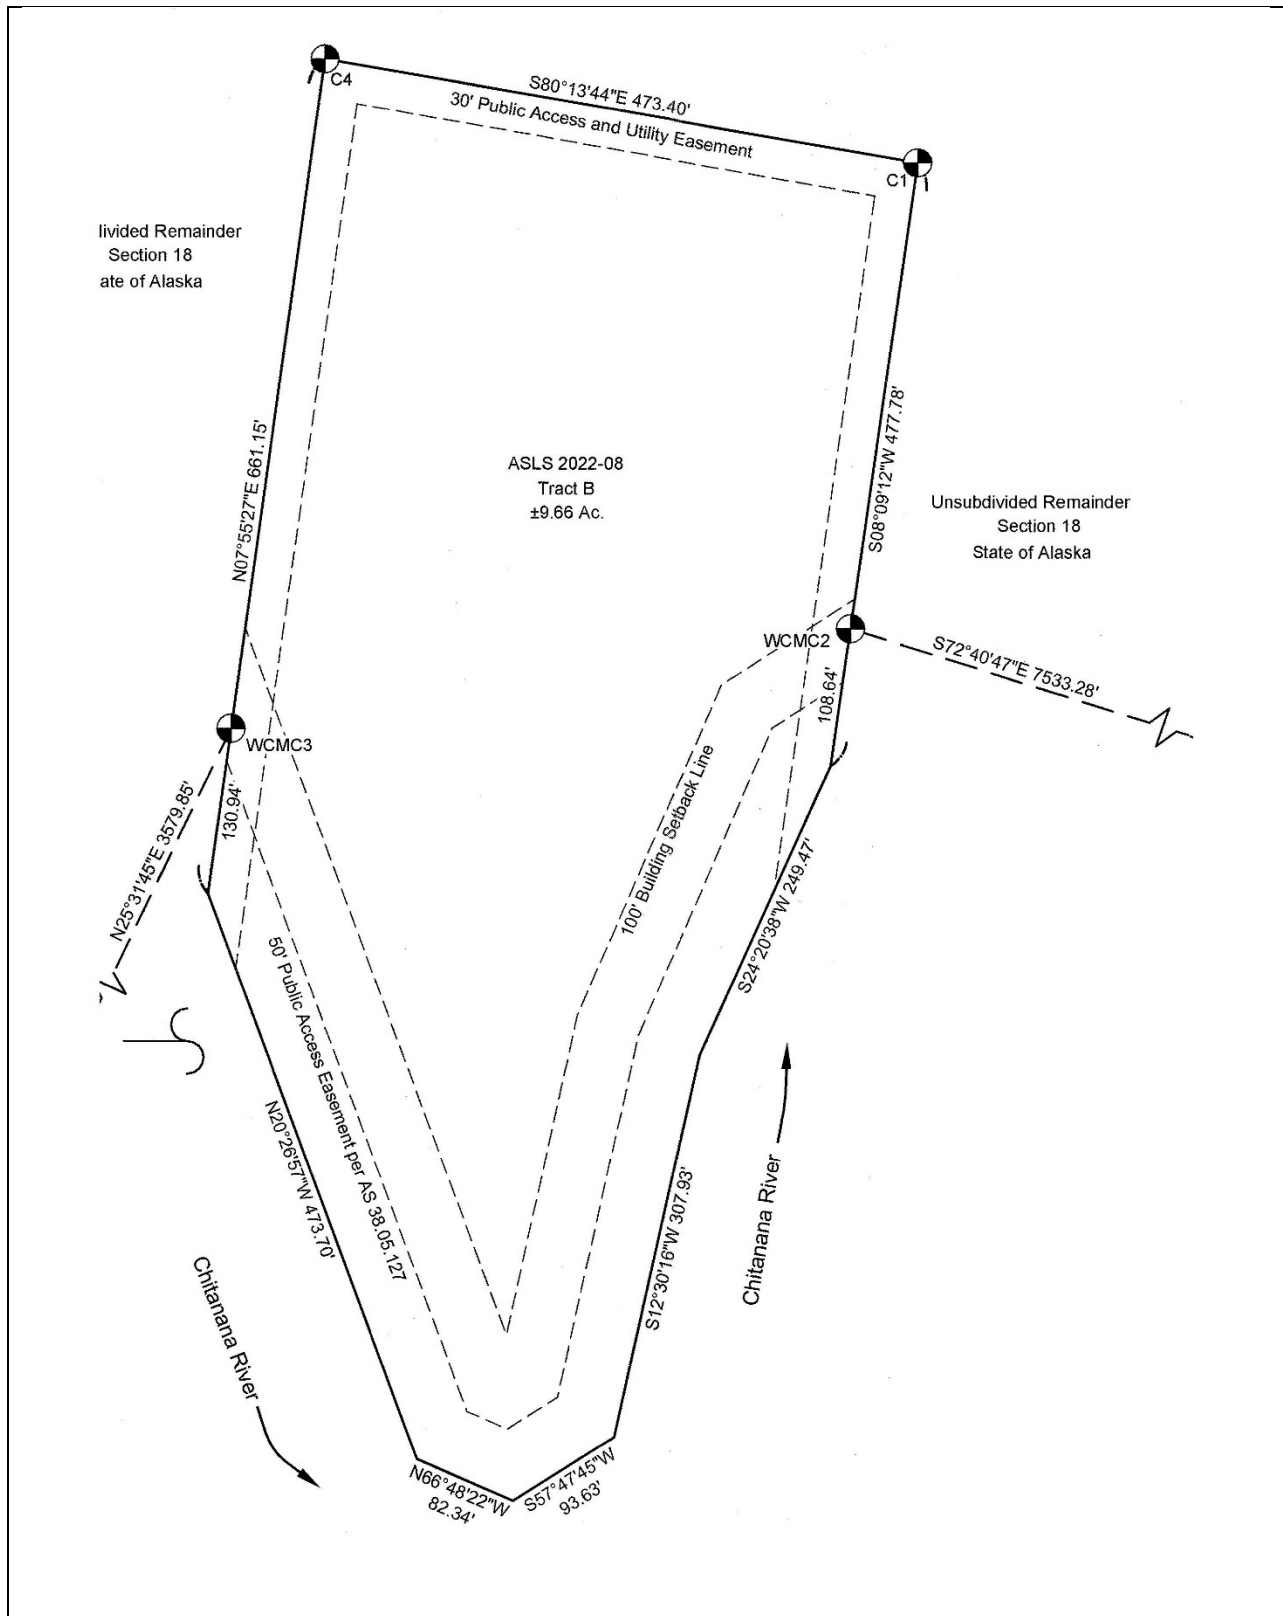 C4
S80°13'44"E 473.40'
30' Public Access and Utility Easement
C1
livided Remainder
Section 18
ate of Alaska
N07°55'27"E 661.15'
S08°09'12"W 477.78'
ASLS 2022-08
Tract B
±9.66 Ac.
Unsubdivided Remainder
Section 18
State of Alaska
WCMC2
S72°40'47"E 7533.28'
108.64'
WCMC3
130.94'
N25°31'45"E 3579.85'
100' Building Setback Line
S24°20'38"W 249.47'
50' Public Access Easement per AS 38.05.127
N20°26'57"W 473.70'
S12°30'16"W 307.93'
Chitanana River
Chitanana River
N66°48'22"W
82.34'
S57°47'45"W
93.63'